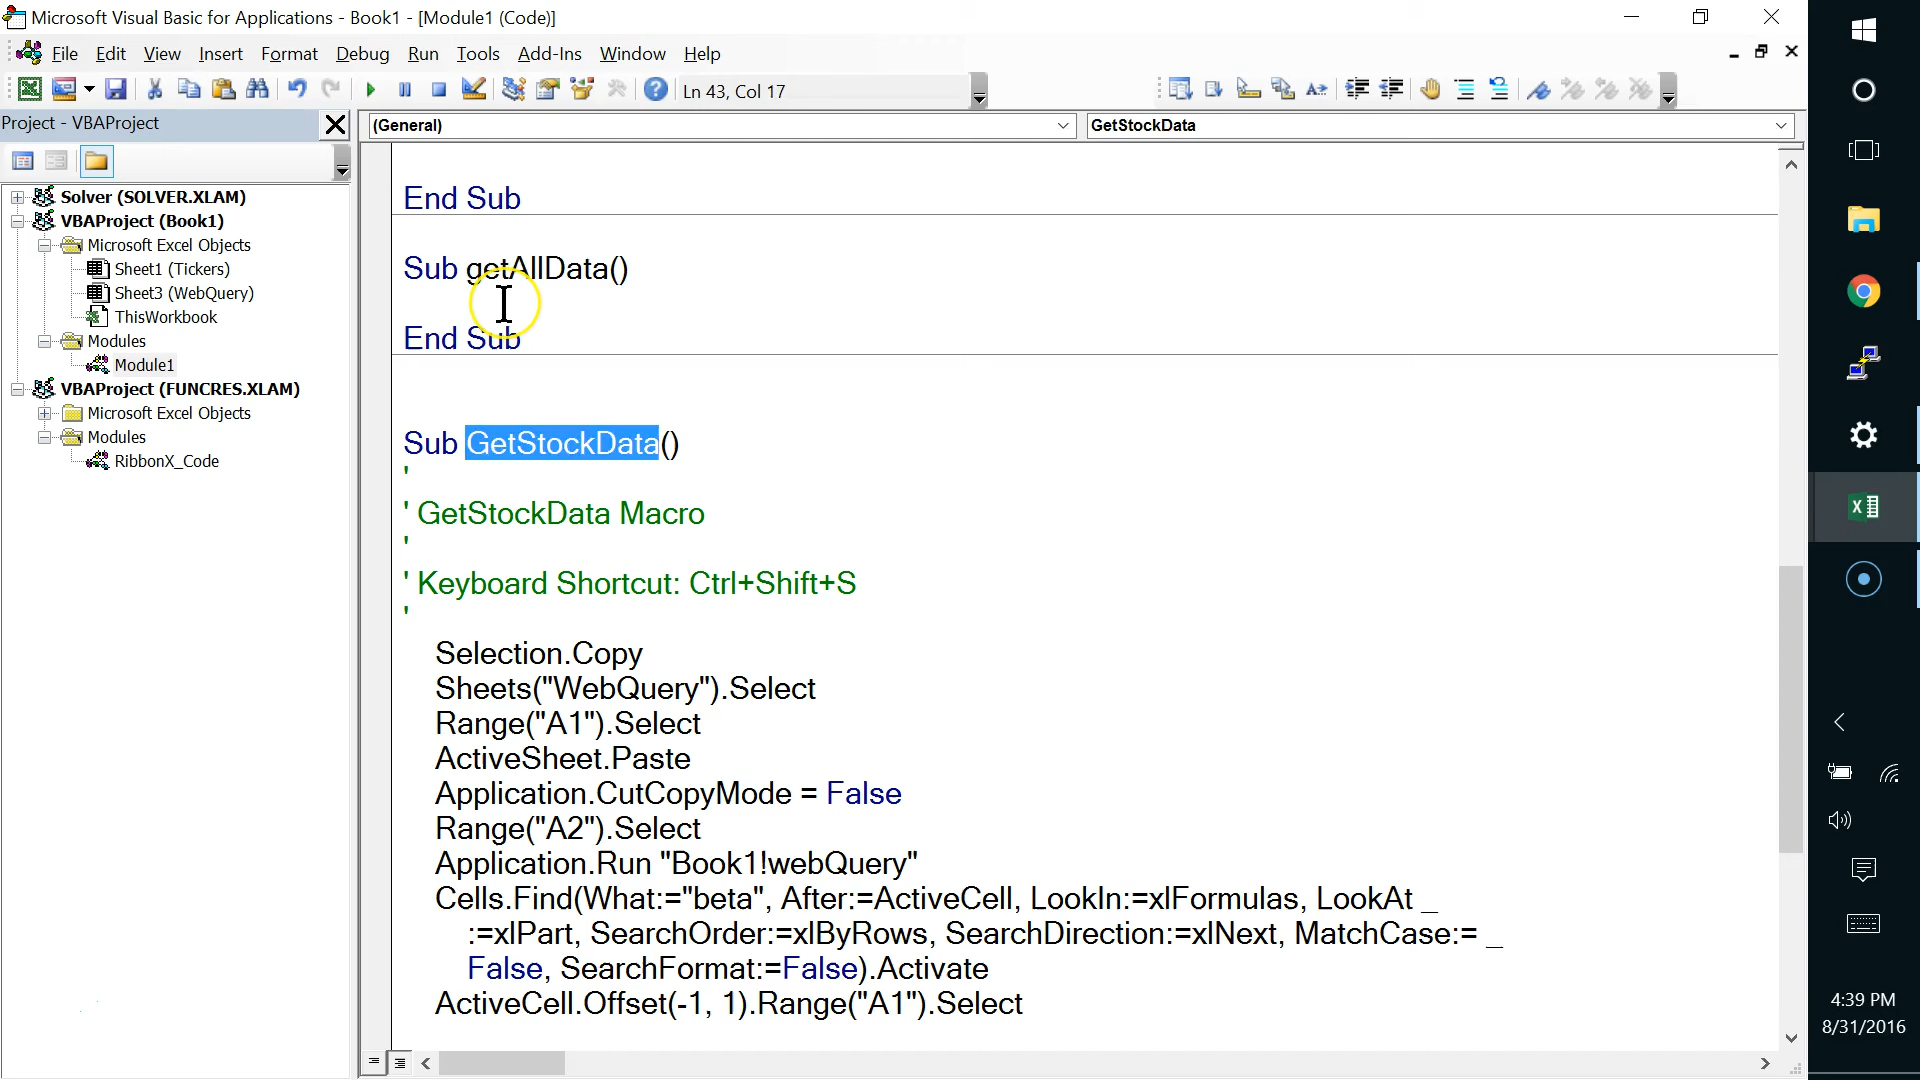 Microsoft Visual Basic for Applications - Book1 - [Module1 (Code)]
File Edit View Insert Format Debug Run Tools Add-Ins Window Help
Ln 43, Col 17
Project - VBAProject
(General)
GetStockData
Solver (SOLVER.XLAM)
VBAProject (Book1)
Microsoft Excel Objects
Sheet1 (Tickers)
Sheet3 (WebQuery)
ThisWorkbook
Modules
Module1
VBAProject (FUNCRES.XLAM)
Microsoft Excel Objects
Modules
RibbonX_Code
End Sub
Sub getAllData()
End Sub
Sub GetStockData()
'
' GetStockData Macro
'
' Keyboard Shortcut: Ctrl+Shift+S
'
Selection.Copy
Sheets("WebQuery").Select
Range("A1").Select
ActiveSheet.Paste
Application.CutCopyMode = False
Range("A2").Select
Application.Run "Book1!webQuery"
Cells.Find(What:="beta", After:=ActiveCell, LookIn:=xlFormulas, LookAt _
:=xlPart, SearchOrder:=xlByRows, SearchDirection:=xlNext, MatchCase:= _
False, SearchFormat:=False).Activate
ActiveCell.Offset(-1, 1).Range("A1").Select
4:39 PM
8/31/2016